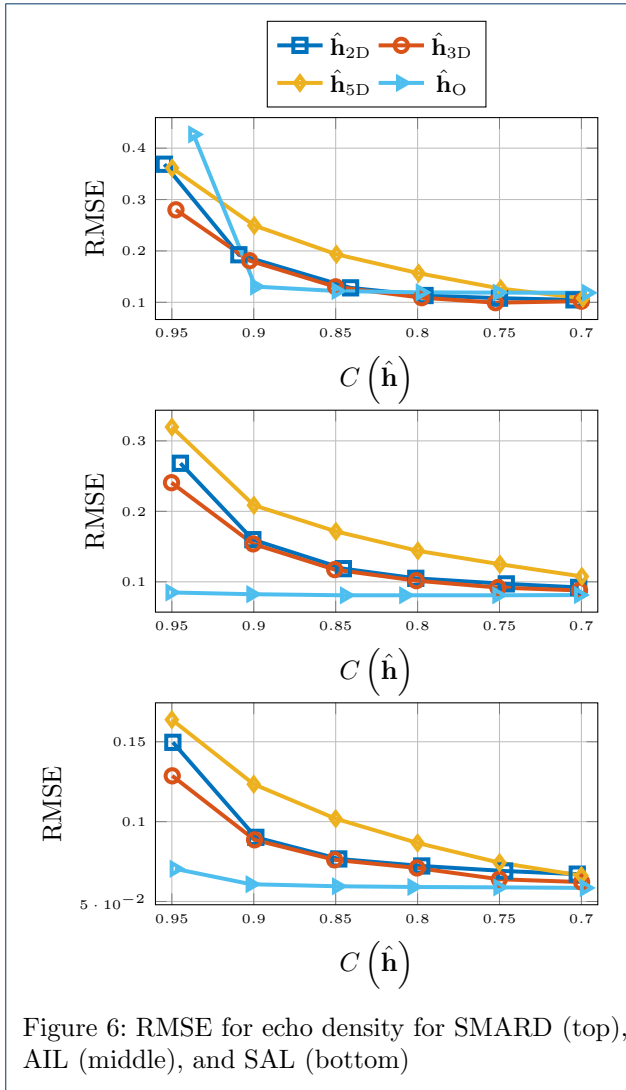 ĥ2D ĥ3D
ĥ5D ĥO
0.4
0.3
0.2
0.1
RMSE
0.95 0.9 0.85 0.8 0.75 0.7
C (ĥ)
0.3
0.2
0.1
RMSE
0.95 0.9 0.85 0.8 0.75 0.7
C (ĥ)
0.15
0.1
5 · 10−2
RMSE
0.95 0.9 0.85 0.8 0.75 0.7
C (ĥ)
Figure 6: RMSE for echo density for SMARD (top),
AIL (middle), and SAL (bottom)